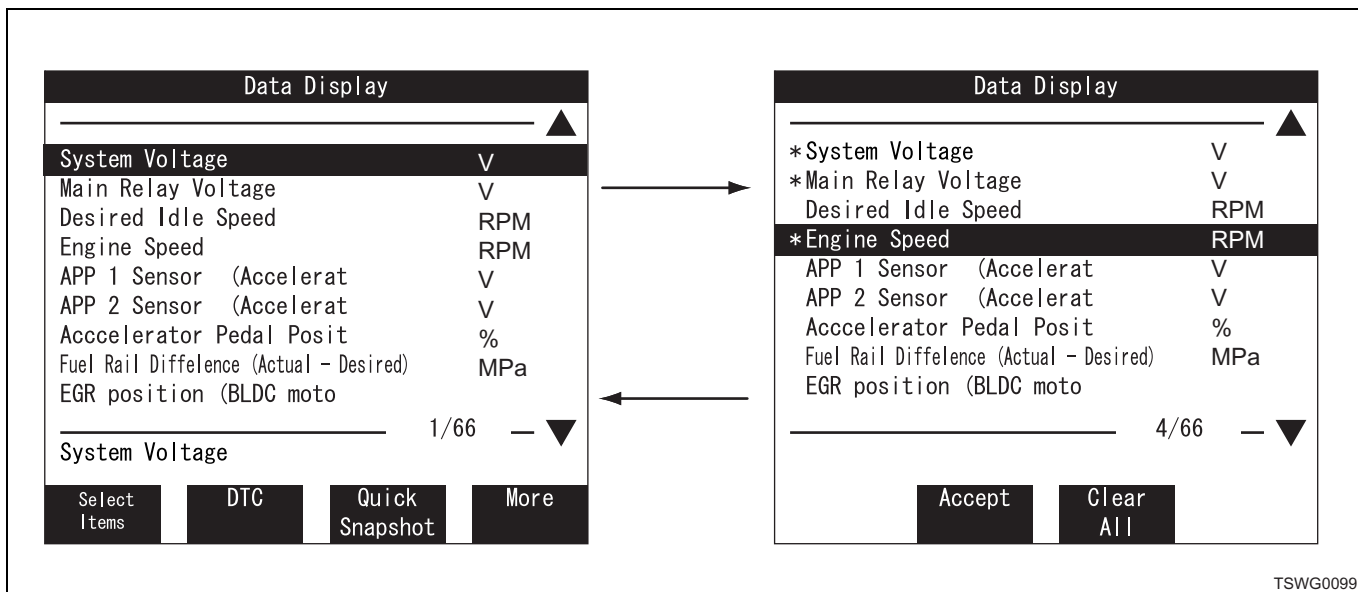 Data Display
System Voltage V
Main Relay Voltage V
Desired Idle Speed RPM
Engine Speed RPM
APP 1 Sensor (Accelerat V
APP 2 Sensor (Accelerat V
Acccelerator Pedal Posit %
Fuel Rail Diffelence (Actual - Desired) MPa
EGR position (BLDC moto
1/66
System Voltage
Select Items
DTC
Quick Snapshot
More
Data Display
*System Voltage V
*Main Relay Voltage V
Desired Idle Speed RPM
*Engine Speed RPM
APP 1 Sensor (Accelerat V
APP 2 Sensor (Accelerat V
Acccelerator Pedal Posit %
Fuel Rail Diffelence (Actual - Desired) MPa
EGR position (BLDC moto
4/66
Accept
Clear All
TSWG0099